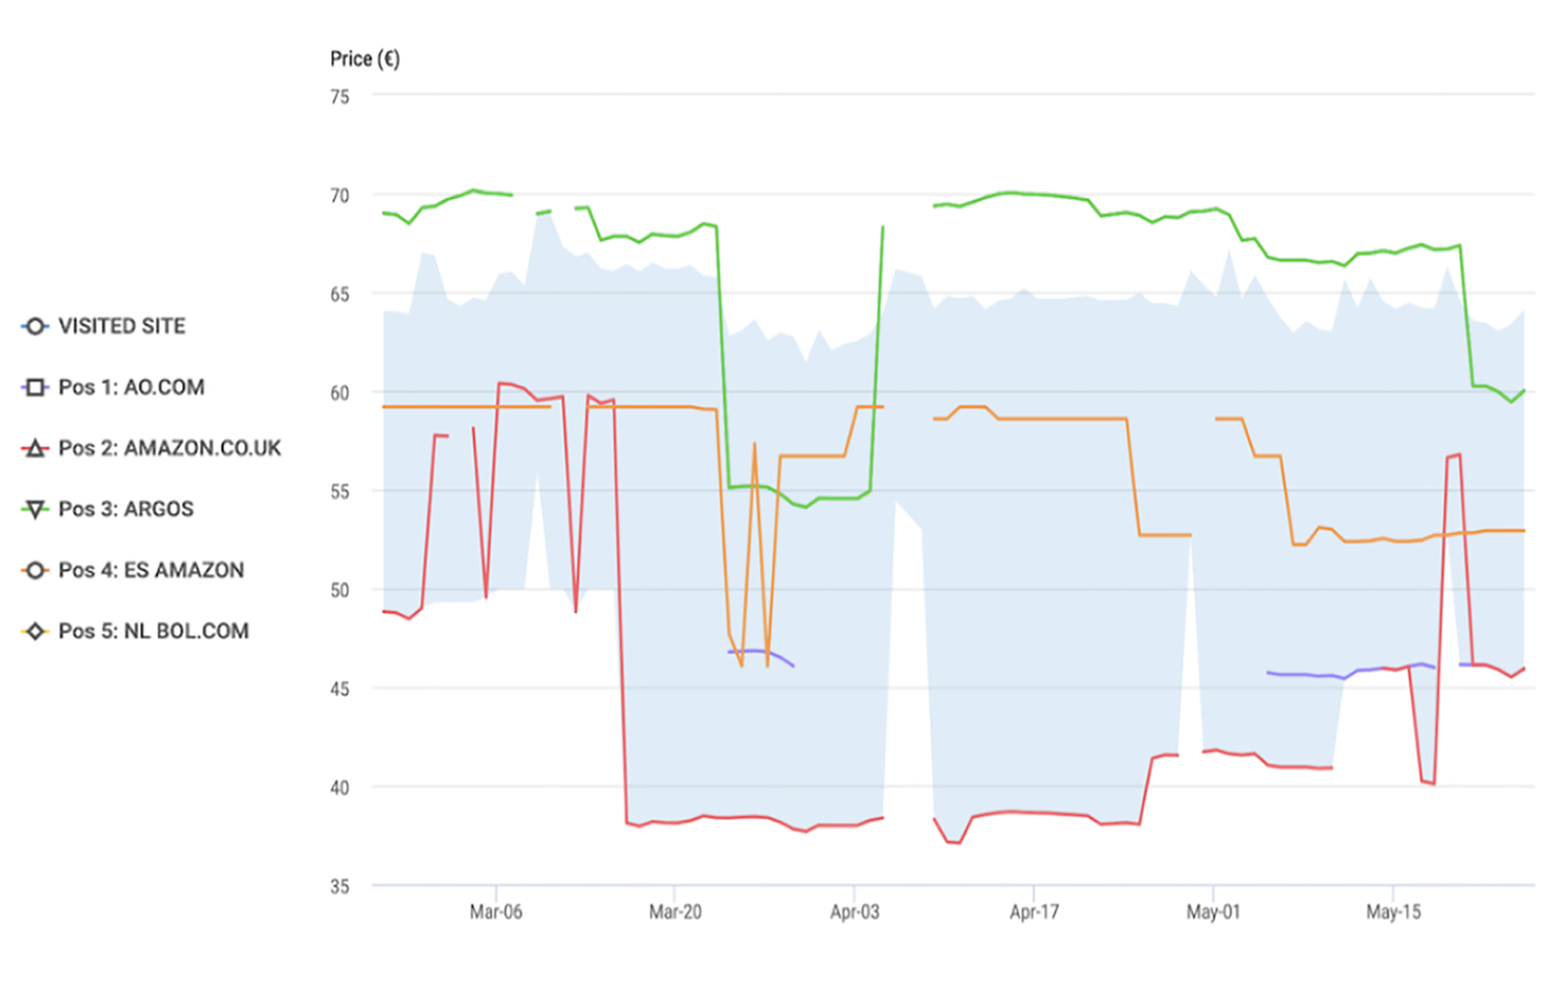 Price (€)
75
70
65
60
55
50
45
40
35
Mar-06 Mar-20 Apr-03 Apr-17 May-01 May-15
VISITED SITE
Pos 1: AO.COM
Pos 2: AMAZON.CO.UK
Pos 3: ARGOS
Pos 4: ES AMAZON
Pos 5: NL BOL.COM